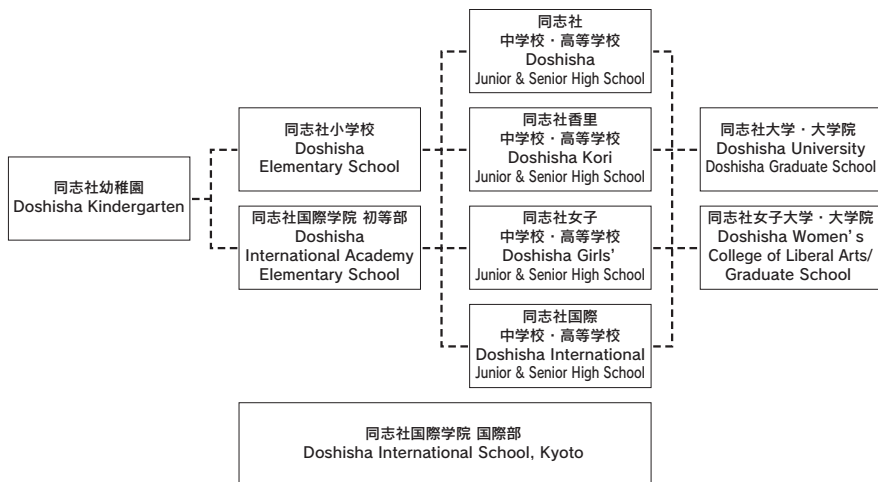 同志社幼稚園
Doshisha Kindergarten
同志社小学校
Doshisha
Elementary School
同志社国際学院 初等部
Doshisha
International Academy
Elementary School
同志社
中学校・高等学校
Doshisha
Junior & Senior High School
同志社香里
中学校・高等学校
Doshisha Kori
Junior & Senior High School
同志社女子
中学校・高等学校
Doshisha Girls'
Junior & Senior High School
同志社国際
中学校・高等学校
Doshisha International
Junior & Senior High School
同志社大学・大学院
Doshisha University
Doshisha Graduate School
同志社女子大学・大学院
Doshisha Women's
College of Liberal Arts/
Graduate School
同志社国際学院 国際部
Doshisha International School, Kyoto